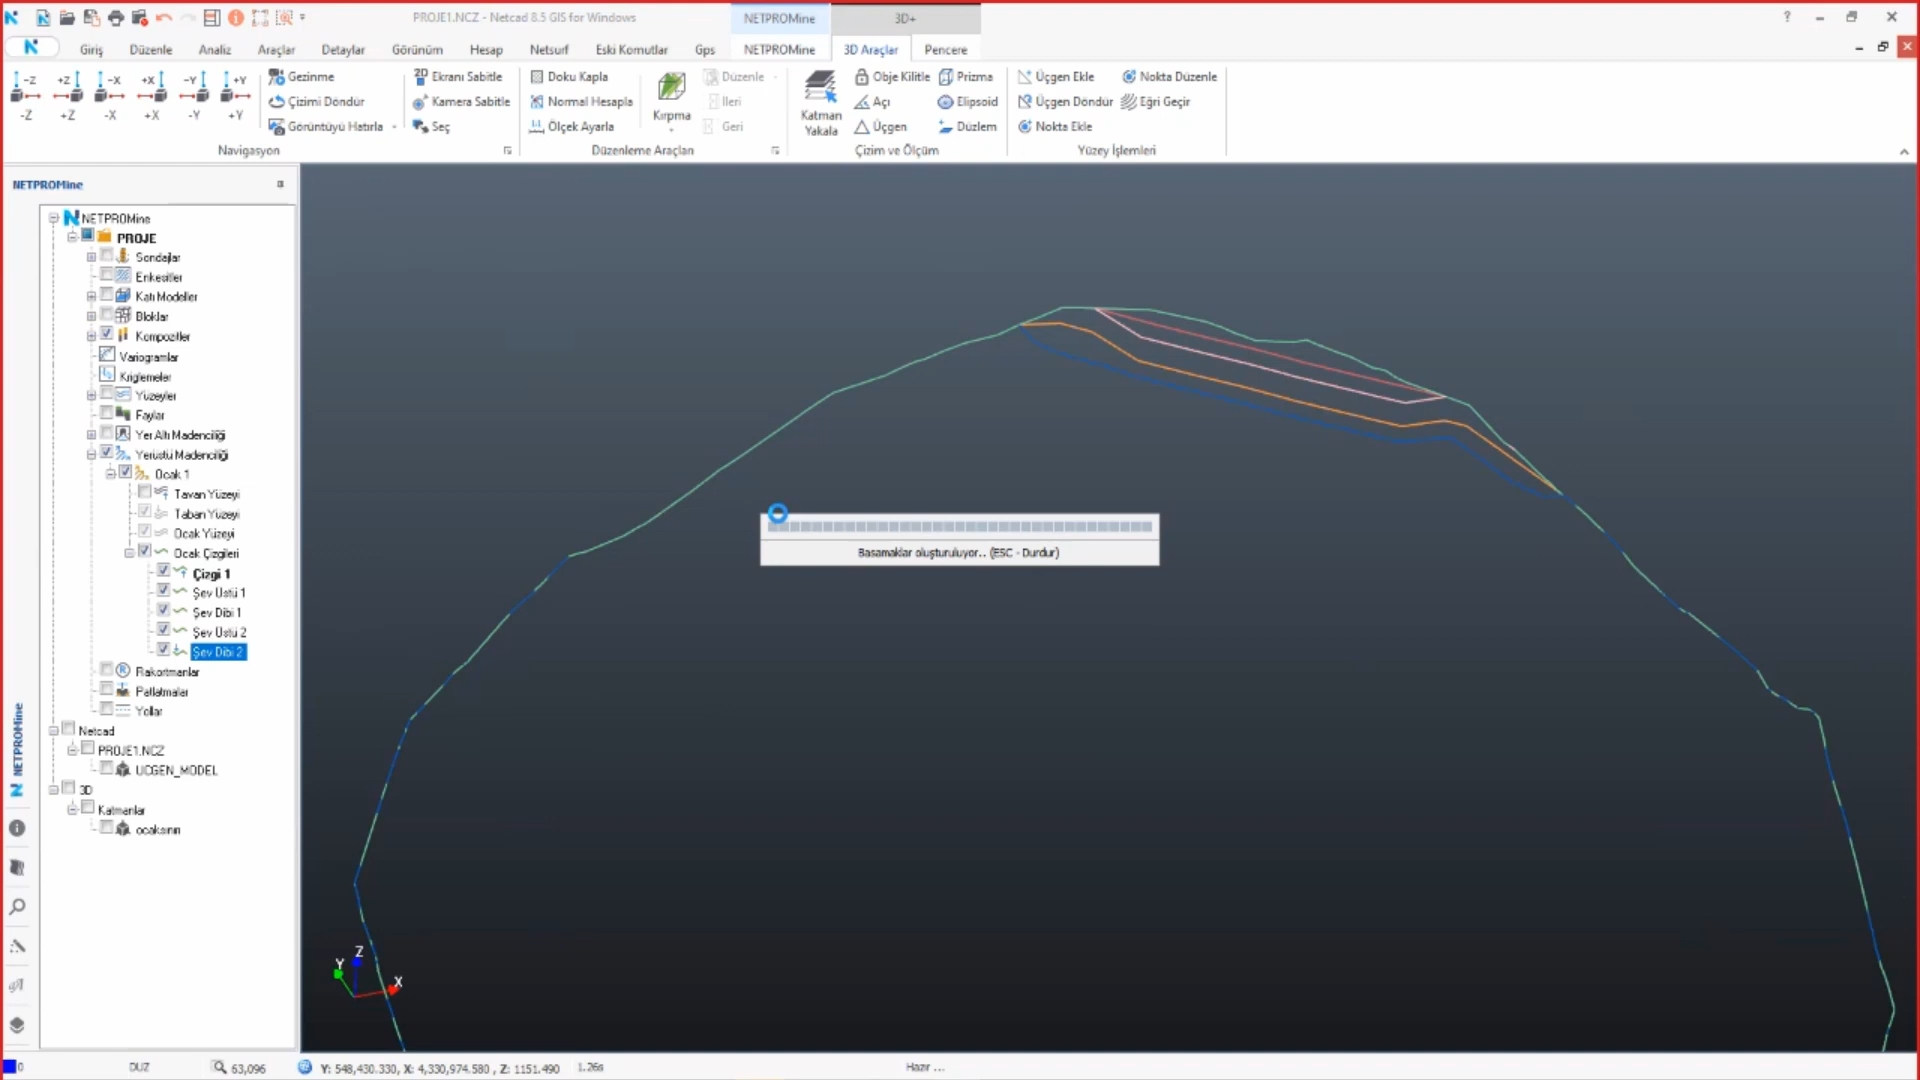 PROJE1.NCZ - Netcad 8.5 GIS for Windows
NETPROMine
3D+
Giriş Düzenle Analiz Araçlar Detaylar Görünüm Hesap Netsurf Eski Komutlar Gps NETPROMine 3D Araçlar Pencere
-Z +Z -X +X -Y +Y
-Z +Z -X +X -Y +Y
Gezinme
Çizimi Döndür
Görüntüyü Hatırla
2D Ekranı Sabitle
Kamera Sabitle
Seç
Navigasyon
Doku Kapla
Normal Hesapla
Ölçek Ayarla
Kırpma
Düzenle
İleri
Geri
Düzenleme Araçları
Katman
Yakala
Obje Kilitle
Açı
Üçgen
Prizma
Elipsoid
Düzlem
Çizim ve Ölçüm
Üçgen Ekle
Üçgen Döndür
Nokta Ekle
Nokta Düzenle
Eğri Geçir
Yüzey İşlemleri
NETPROMine
NETPROMine
PROJE
Sondajlar
Enkesitler
Katı Modeller
Bloklar
Kompozitler
Variogramlar
Kriglemeler
Yüzeyler
Faylar
Yer Altı Madenciliği
Yerüstü Madenciliği
Ocak 1
Tavan Yüzeyi
Taban Yüzeyi
Ocak Yüzeyi
Ocak Çizgileri
Çizgi 1
Şev Üstü 1
Şev Dibi 1
Şev Üstü 2
Şev Dibi 2
Rakortmanlar
Patlatmalar
Yollar
Netcad
PROJE1.NCZ
UCGEN_MODEL
3D
Katmanlar
ocaksınırı
NETPROMine
Basamaklar oluşturuluyor.. (ESC - Durdur)
Z
Y
X
0 DUZ 63,096 Y: 548,430.330, X: 4,330,974.580 , Z: 1151.490 1.26s Hazır ...